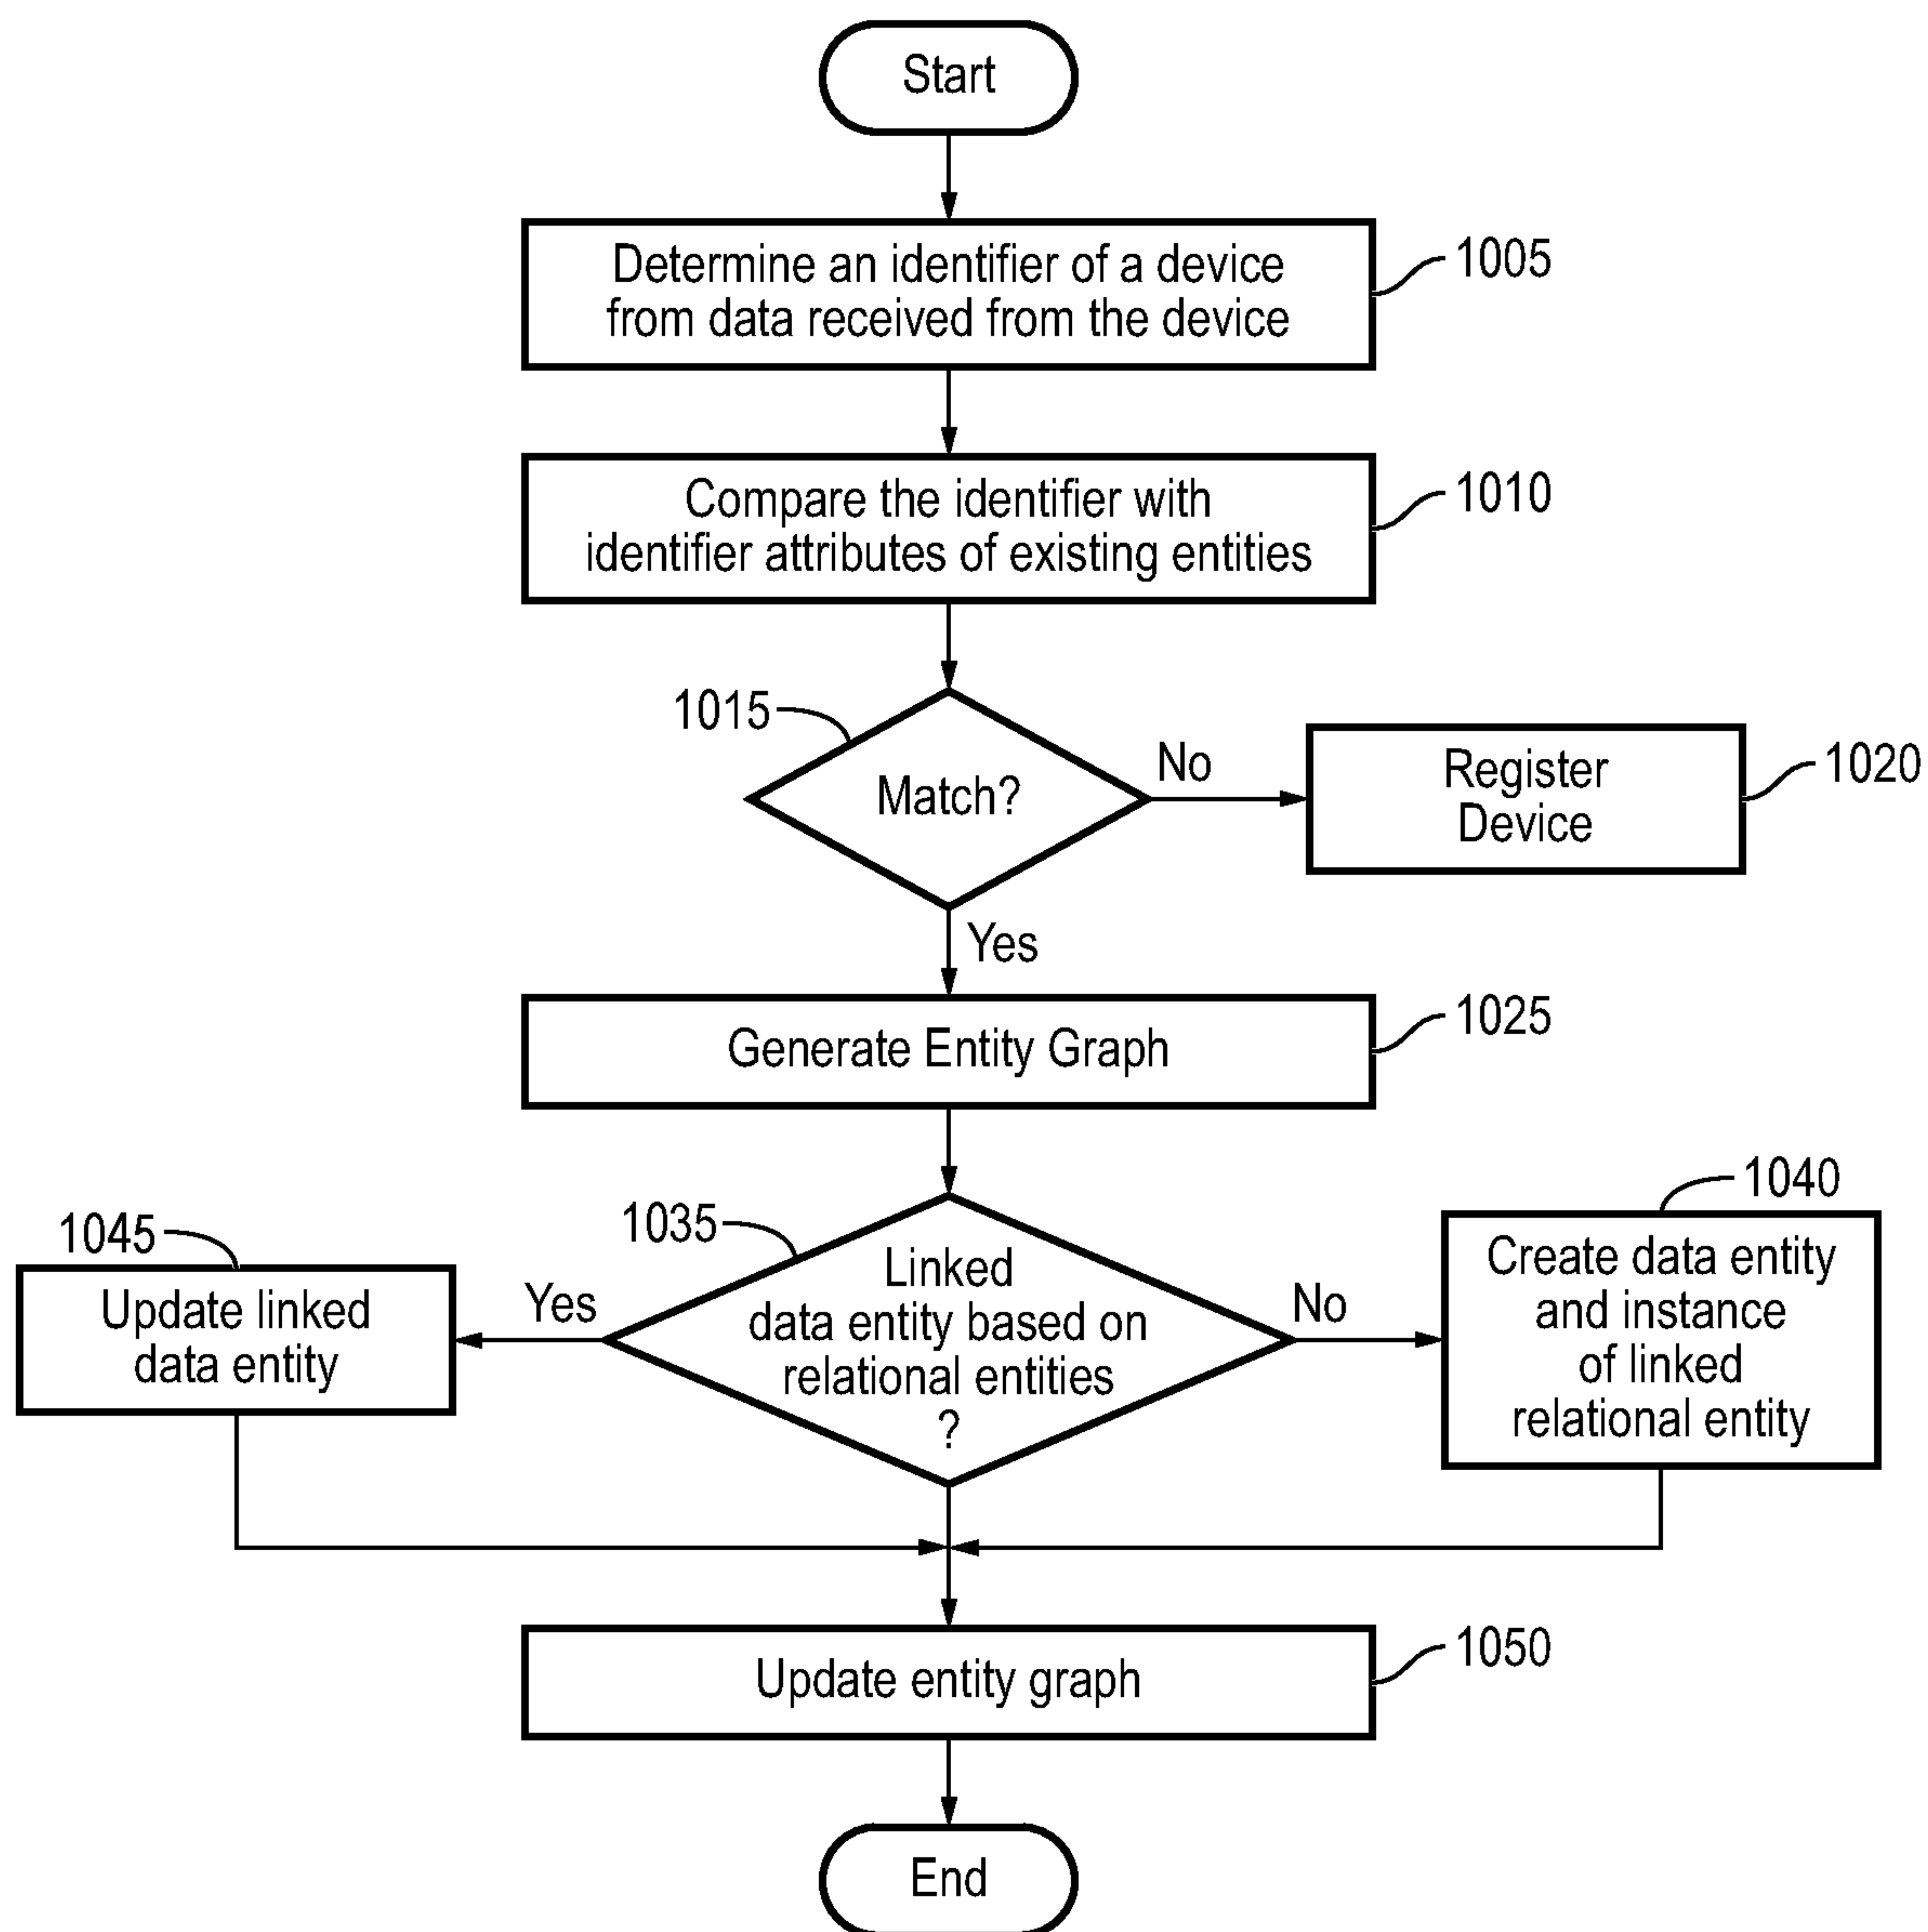 Start
Determine an identifier of a device
from data received from the device
1005
Compare the identifier with
identifier attributes of existing entities
1010
1015
Match?
No
Register
Device
1020
Yes
Generate Entity Graph
1025
1045
Update linked
data entity
Yes
1035
Linked
data entity based on
relational entities
?
No
1040
Create data entity
and instance
of linked
relational entity
Update entity graph
1050
End